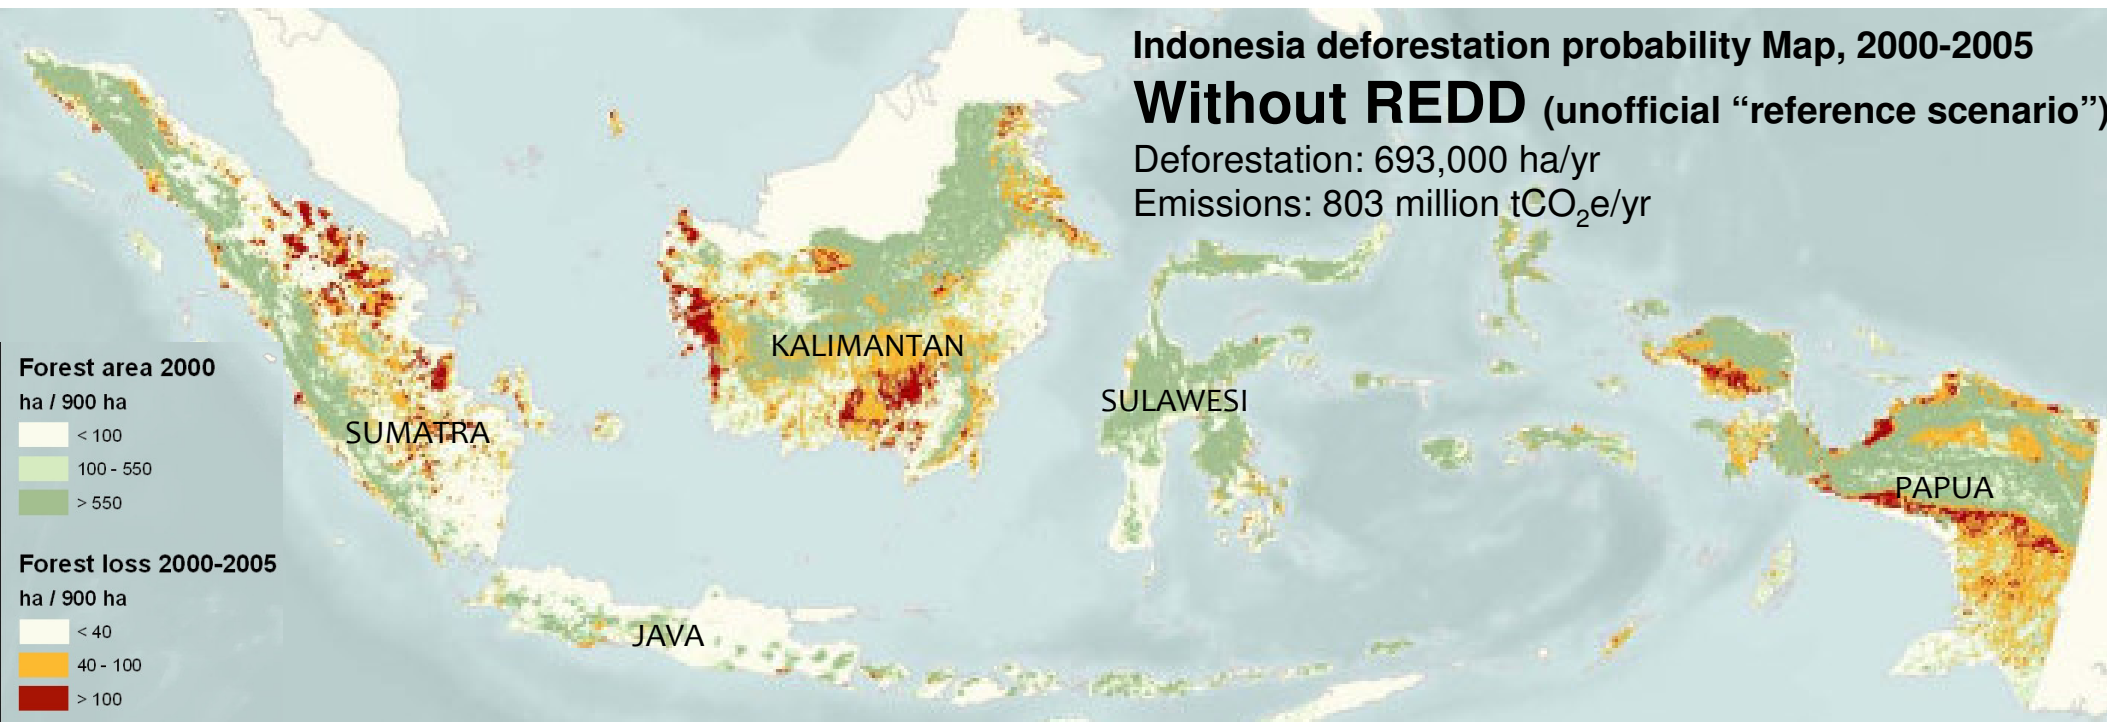 Indonesia deforestation probability Map, 2000-2005
Without REDD (unofficial “reference scenario”)
Deforestation: 693,000 ha/yr
Emissions: 803 million tCO₂e/yr
KALIMANTAN
SULAWESI
SUMATRA
PAPUA
JAVA
Forest area 2000
ha / 900 ha
< 100
100 - 550
> 550
Forest loss 2000-2005
ha / 900 ha
< 40
40 - 100
> 100